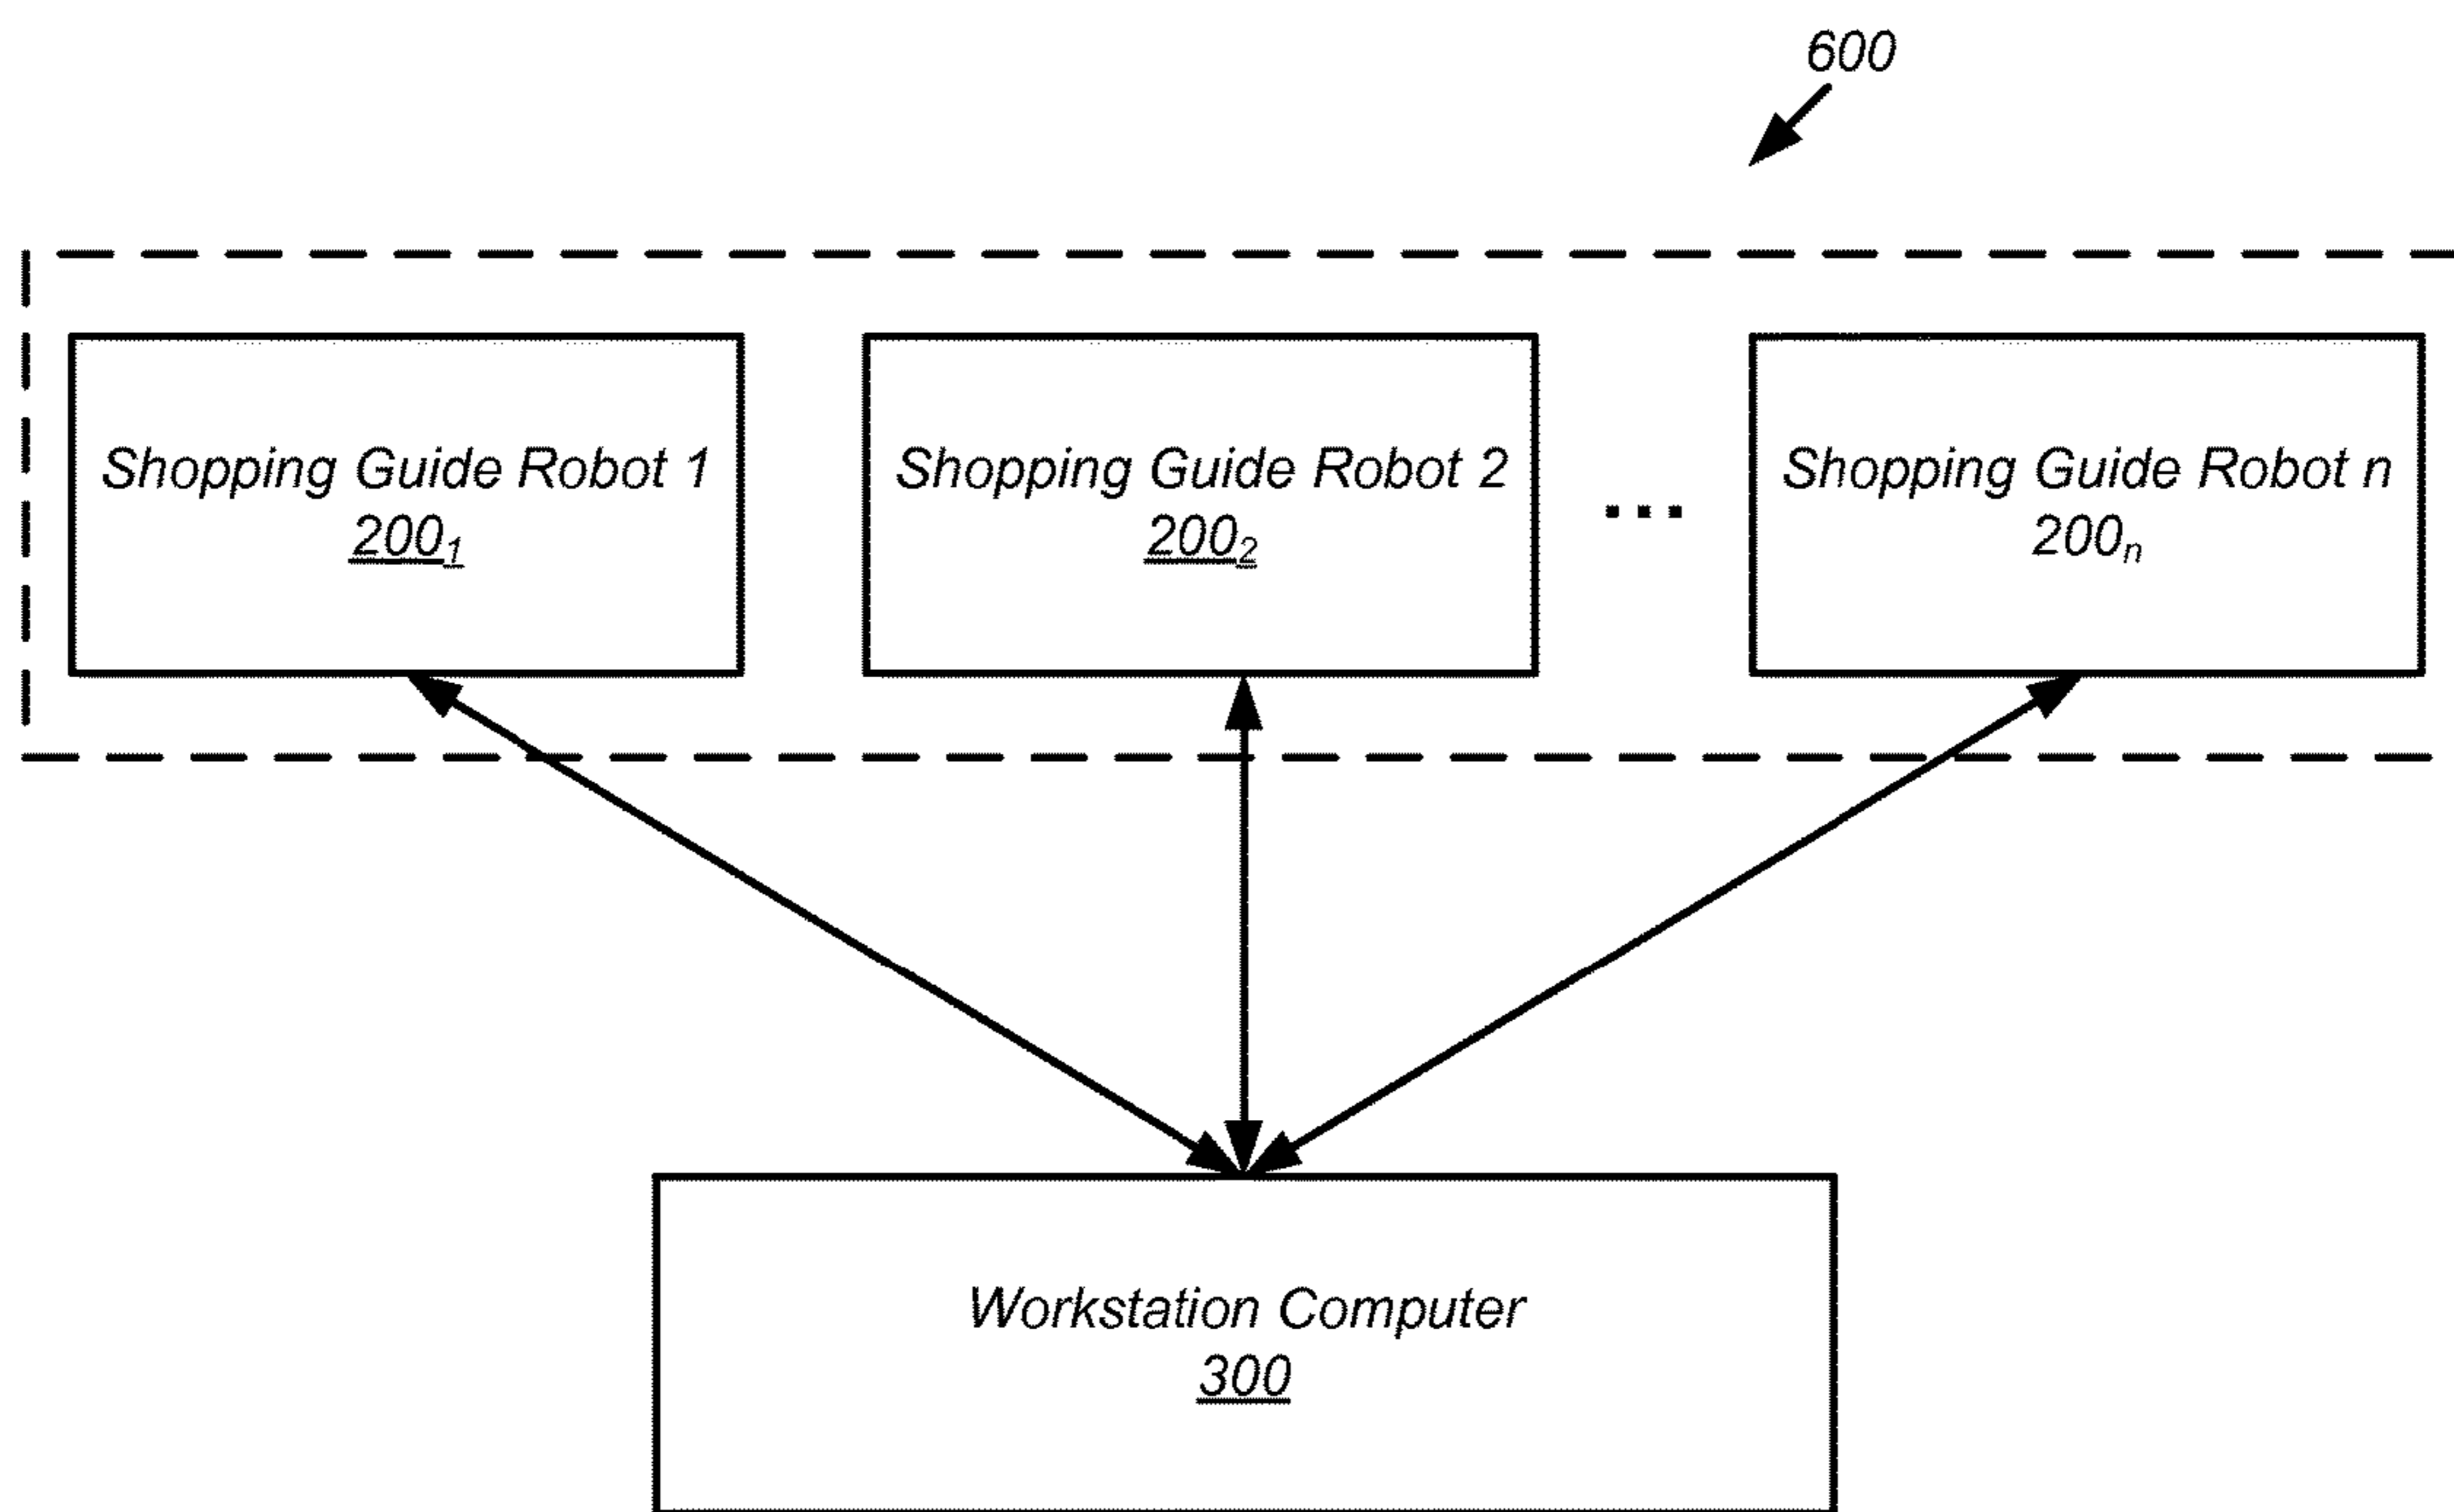 600
Shopping Guide Robot 1
200₁
Shopping Guide Robot 2
200₂
...
Shopping Guide Robot n
200ₙ
Workstation Computer
300